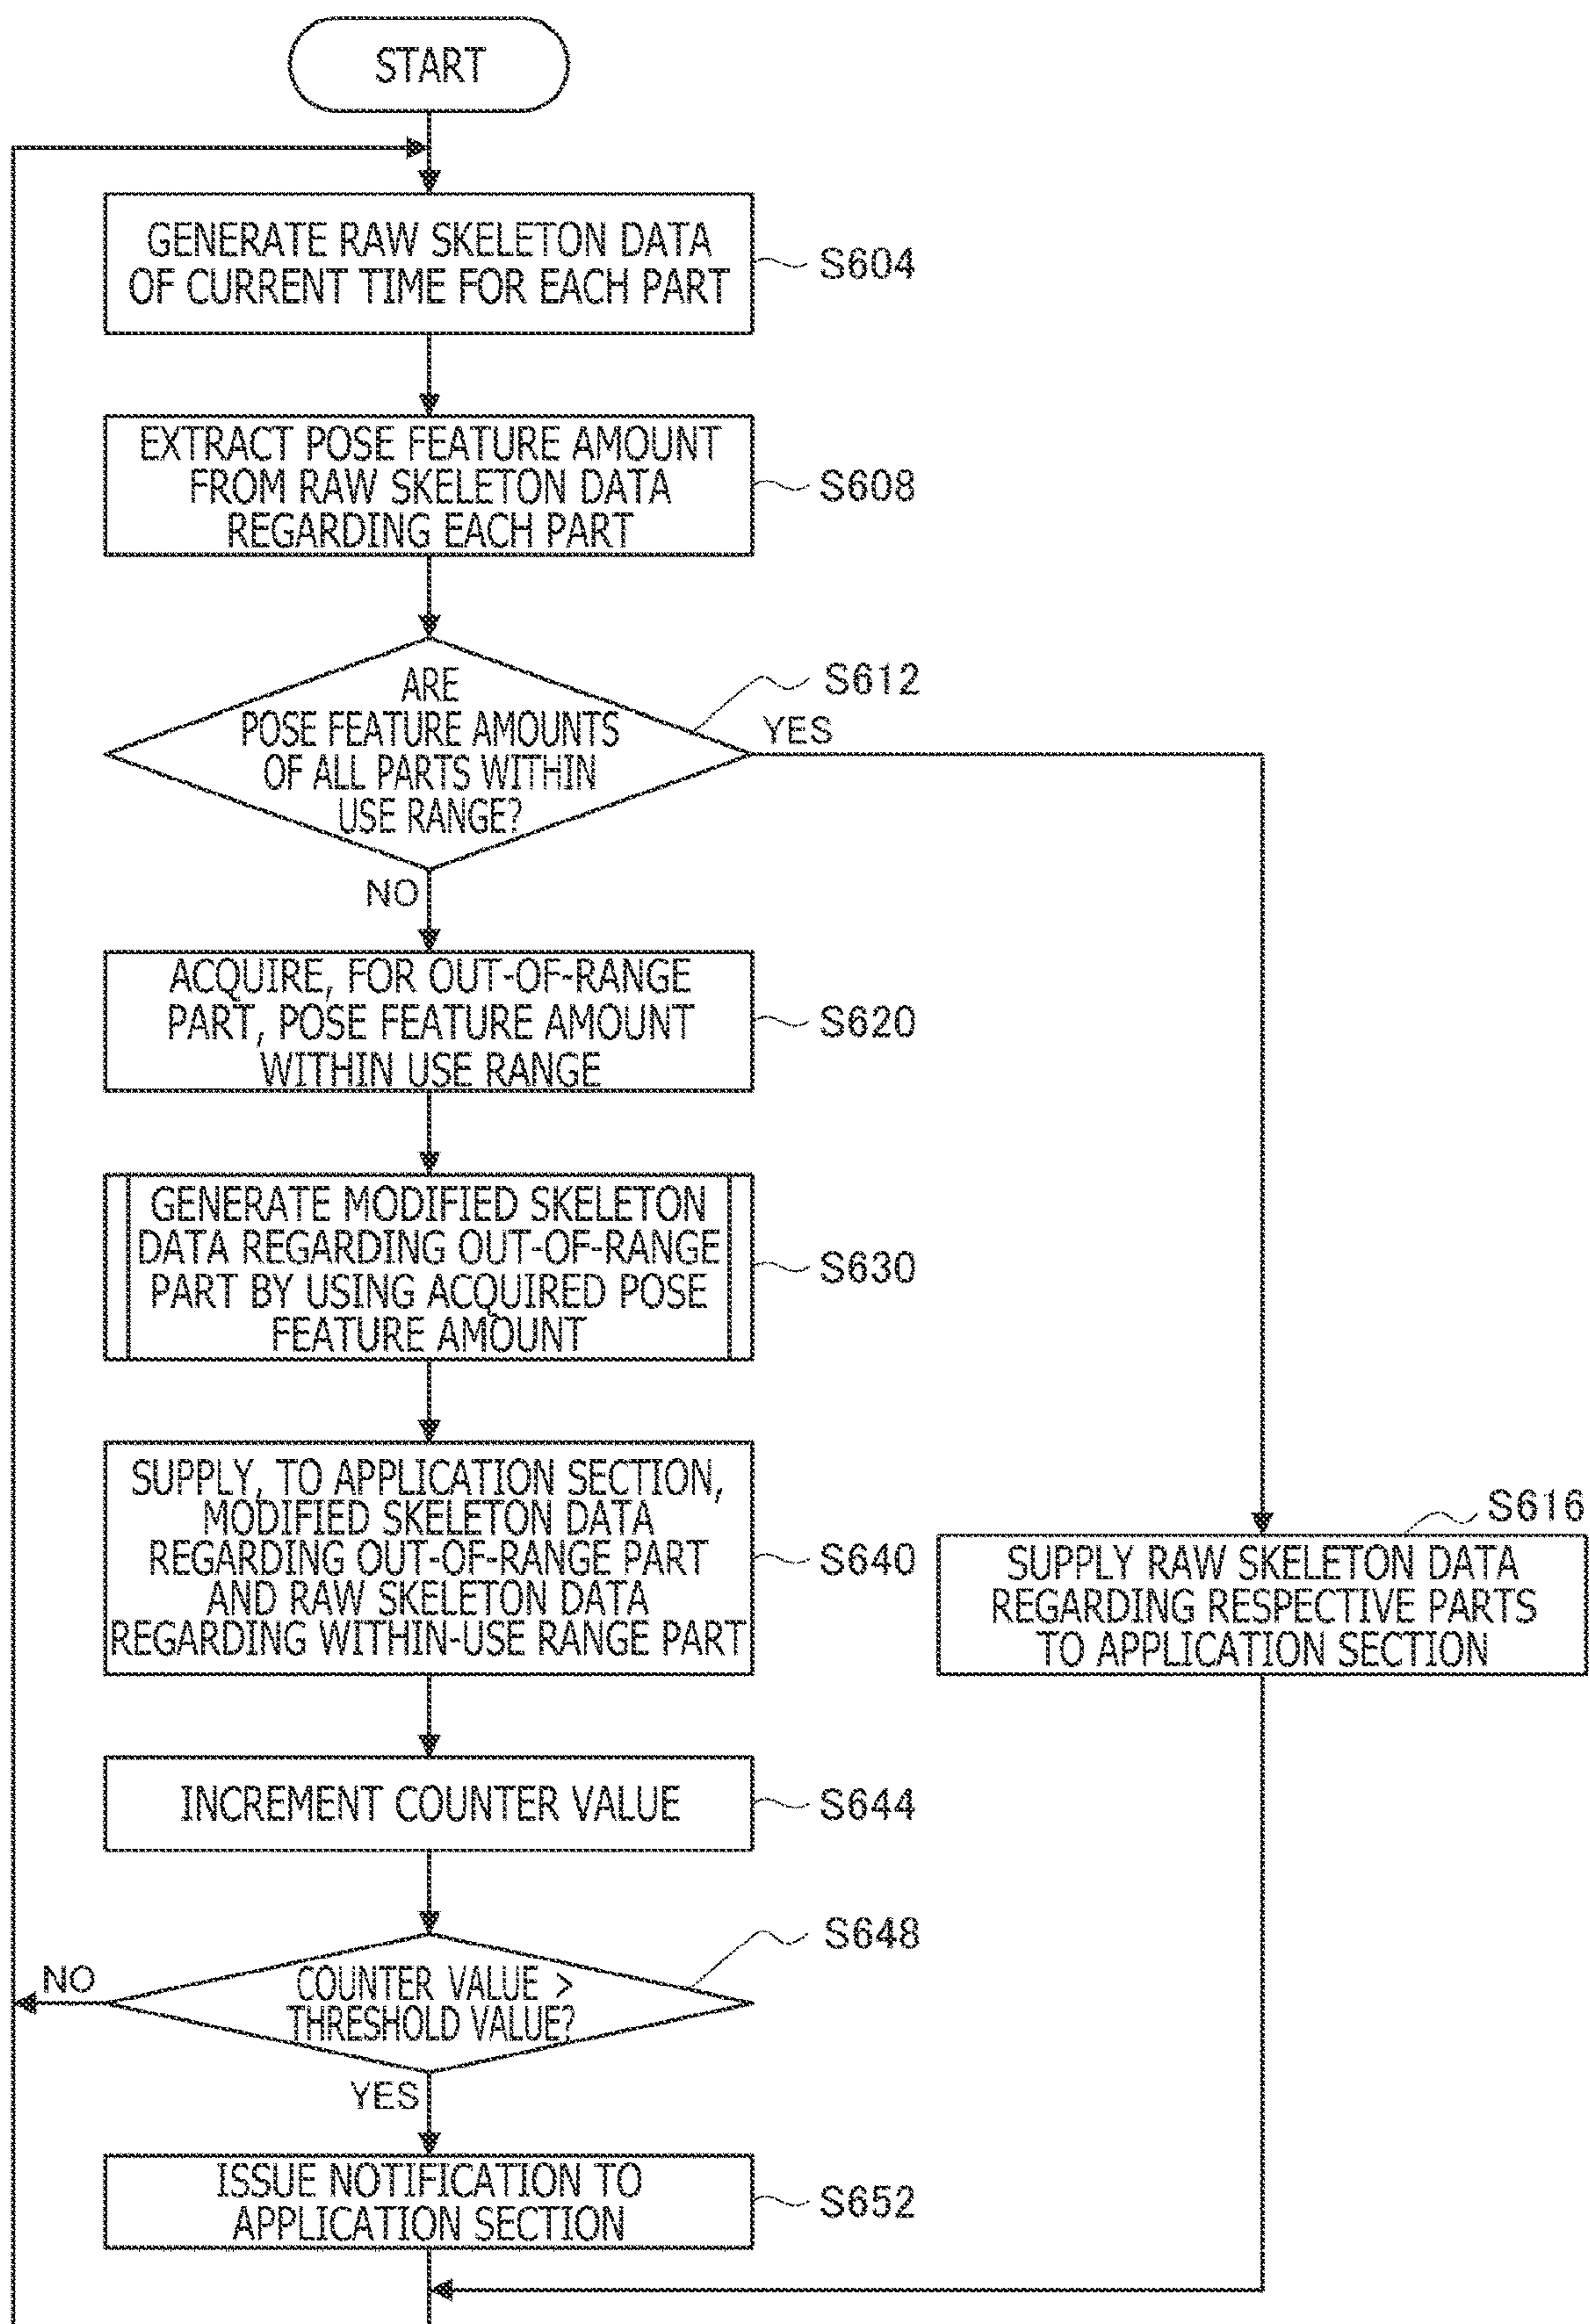 START
GENERATE RAW SKELETON DATA
OF CURRENT TIME FOR EACH PART
S604
EXTRACT POSE FEATURE AMOUNT
FROM RAW SKELETON DATA
REGARDING EACH PART
S608
ARE
POSE FEATURE AMOUNTS
OF ALL PARTS WITHIN
USE RANGE?
S612
YES
NO
ACQUIRE, FOR OUT-OF-RANGE
PART, POSE FEATURE AMOUNT
WITHIN USE RANGE
S620
GENERATE MODIFIED SKELETON
DATA REGARDING OUT-OF-RANGE
PART BY USING ACQUIRED POSE
FEATURE AMOUNT
S630
SUPPLY, TO APPLICATION SECTION,
MODIFIED SKELETON DATA
REGARDING OUT-OF-RANGE PART
AND RAW SKELETON DATA
REGARDING WITHIN-USE RANGE PART
S640
S616
SUPPLY RAW SKELETON DATA
REGARDING RESPECTIVE PARTS
TO APPLICATION SECTION
INCREMENT COUNTER VALUE
S644
COUNTER VALUE >
THRESHOLD VALUE?
S648
NO
YES
ISSUE NOTIFICATION TO
APPLICATION SECTION
S652